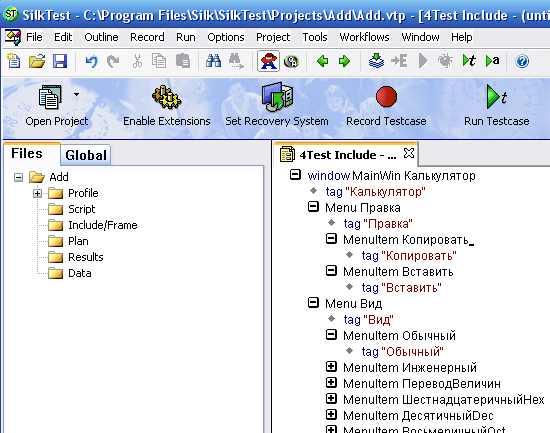 SilkTest - C:\Program Files\Silk\SilkTest\Projects\Add\Add.vtp - [4Test Include - (unti
File Edit Outline Record Run Options Project Tools Workflows Window Help
Open Project Enable Extensions Set Recovery System Record Testcase Run Testcase
Files Global
4Test Include - ...
Add
Profile
Script
Include/Frame
Plan
Results
Data
window MainWin Калькулятор
tag "Калькулятор"
Menu Правка
tag "Правка"
MenuItem Копировать
tag "Копировать"
MenuItem Вставить
tag "Вставить"
Menu Вид
tag "Вид"
MenuItem Обычный
tag "Обычный"
MenuItem Инженерный
MenuItem ПереводВеличин
MenuItem ШестнадцатеричныйHex
MenuItem ДесятичныйDec
MenuItem ВосьмеричныйOct